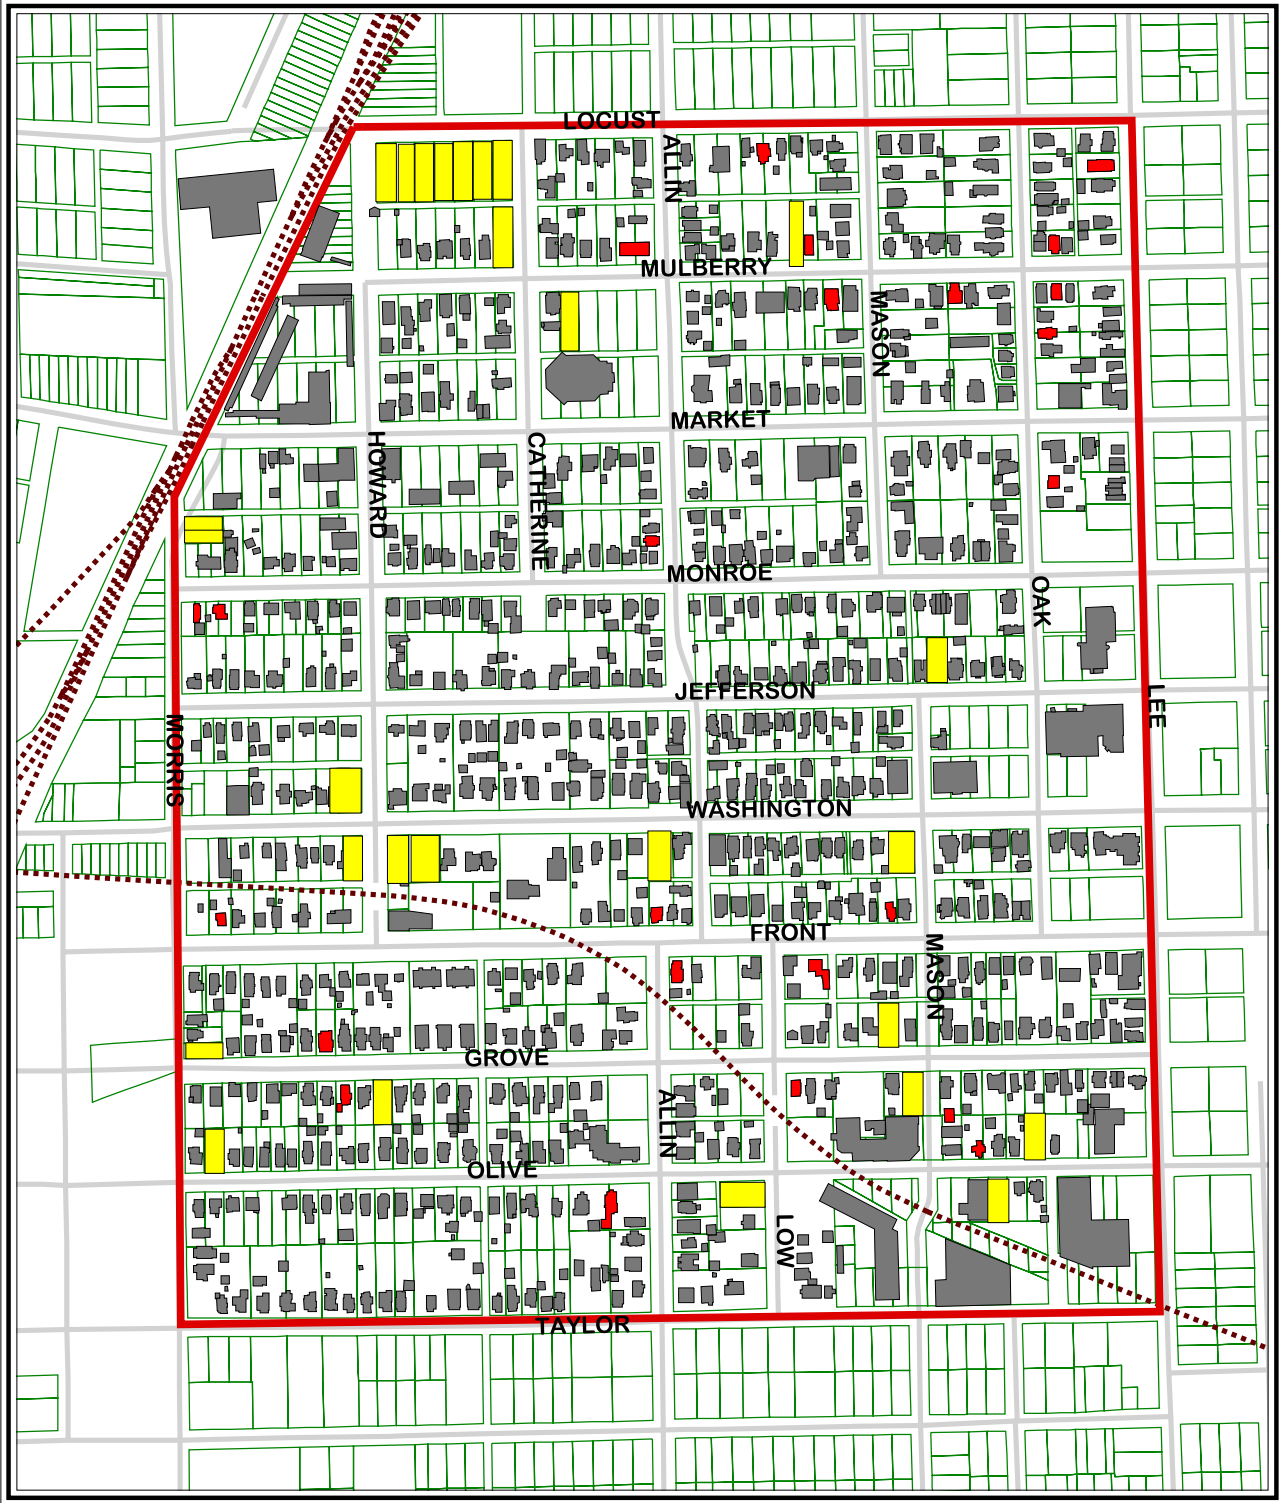 LOCUST
ALLIN
MULBERRY
MASON
MARKET
HOWARD
CATHERINE
MONROE
OAK
JEFFERSON
LEE
MORRIS
WASHINGTON
FRONT
MASON
GROVE
ALLIN
OLIVE
LOW
TAYLOR